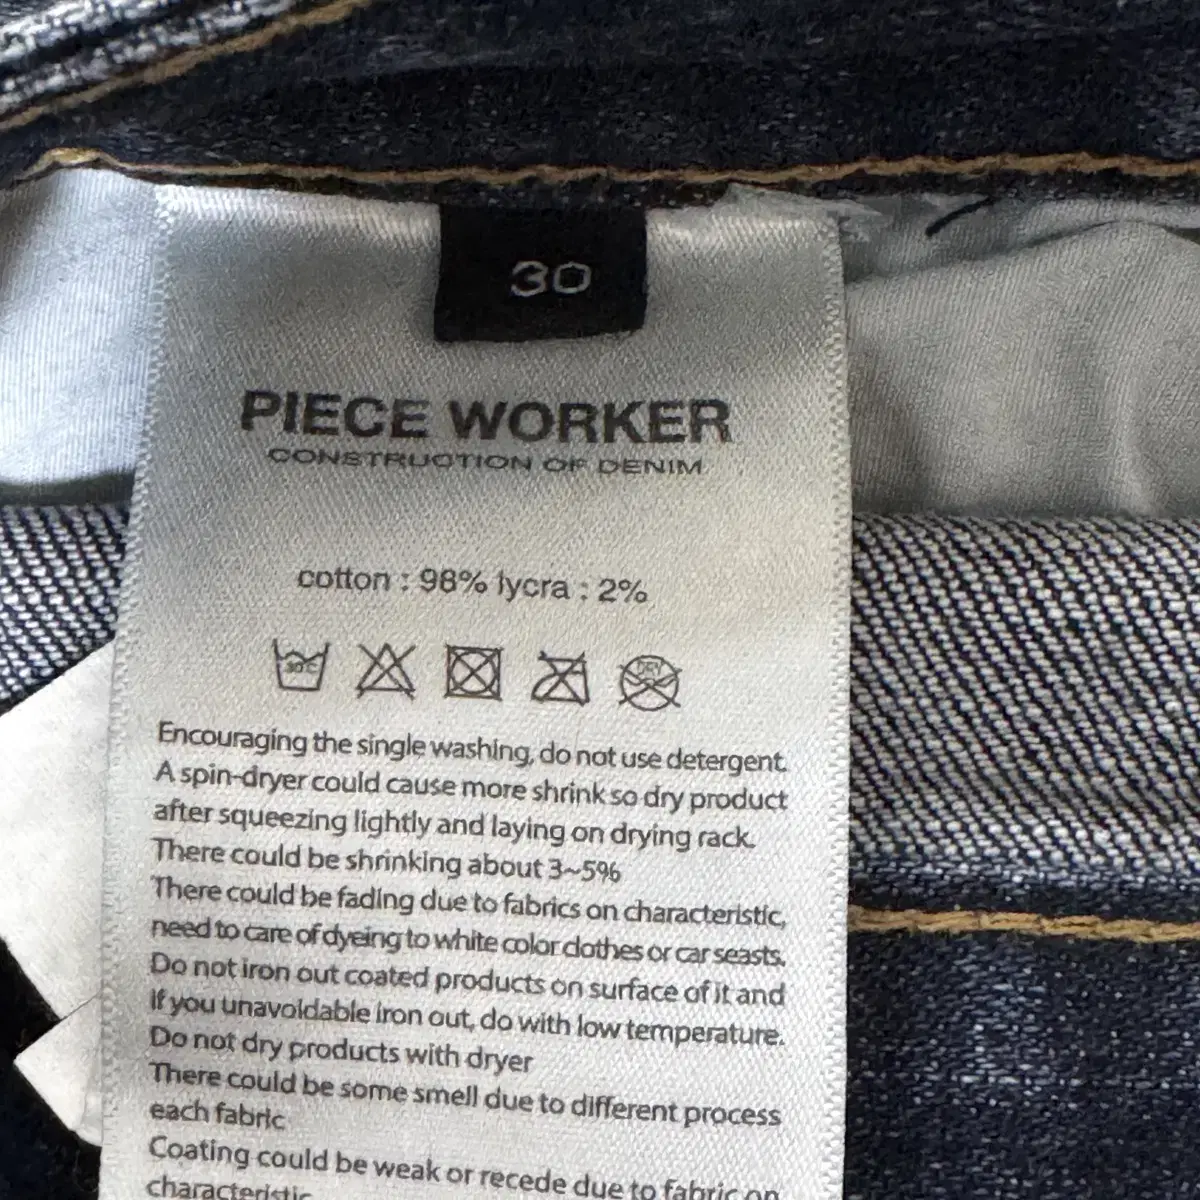 30
PIECE WORKER
CONSTRUCTION OF DENIM
cotton : 98% lycra : 2%
30°C
DRY
Encouraging the single washing, do not use detergent.
A spin-dryer could cause more shrink so dry product
after squeezing lightly and laying on drying rack.
There could be shrinking about 3~5%
There could be fading due to fabrics on characteristic,
need to care of dyeing to white color clothes or car seasts.
Do not iron out coated products on surface of it and
if you unavoidable iron out, do with low temperature.
Do not dry products with dryer
There could be some smell due to different process
each fabric
Coating could be weak or recede due to fabric on
characteristic